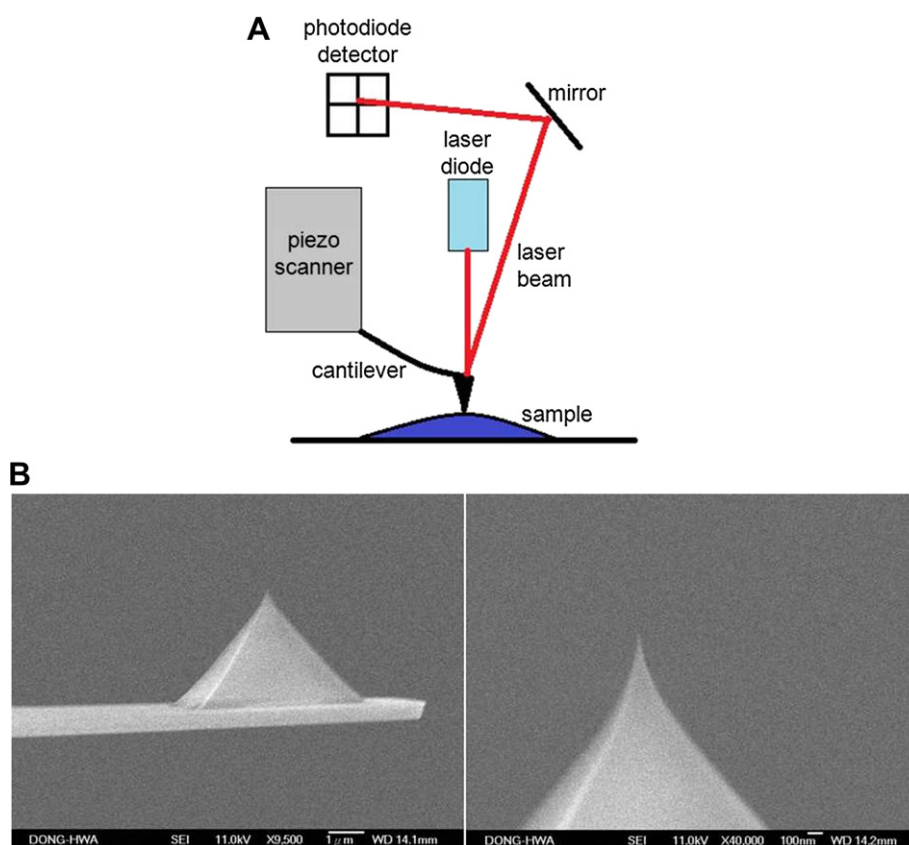 A
photodiode
detector
mirror
laser
diode
piezo
scanner
laser
beam
cantilever
sample
B
DONG-HWA SEI 11.0kV X9,500 1μm WD 14.1mm
DONG-HWA SEI 11.0kV X40,000 100nm WD 14.2mm